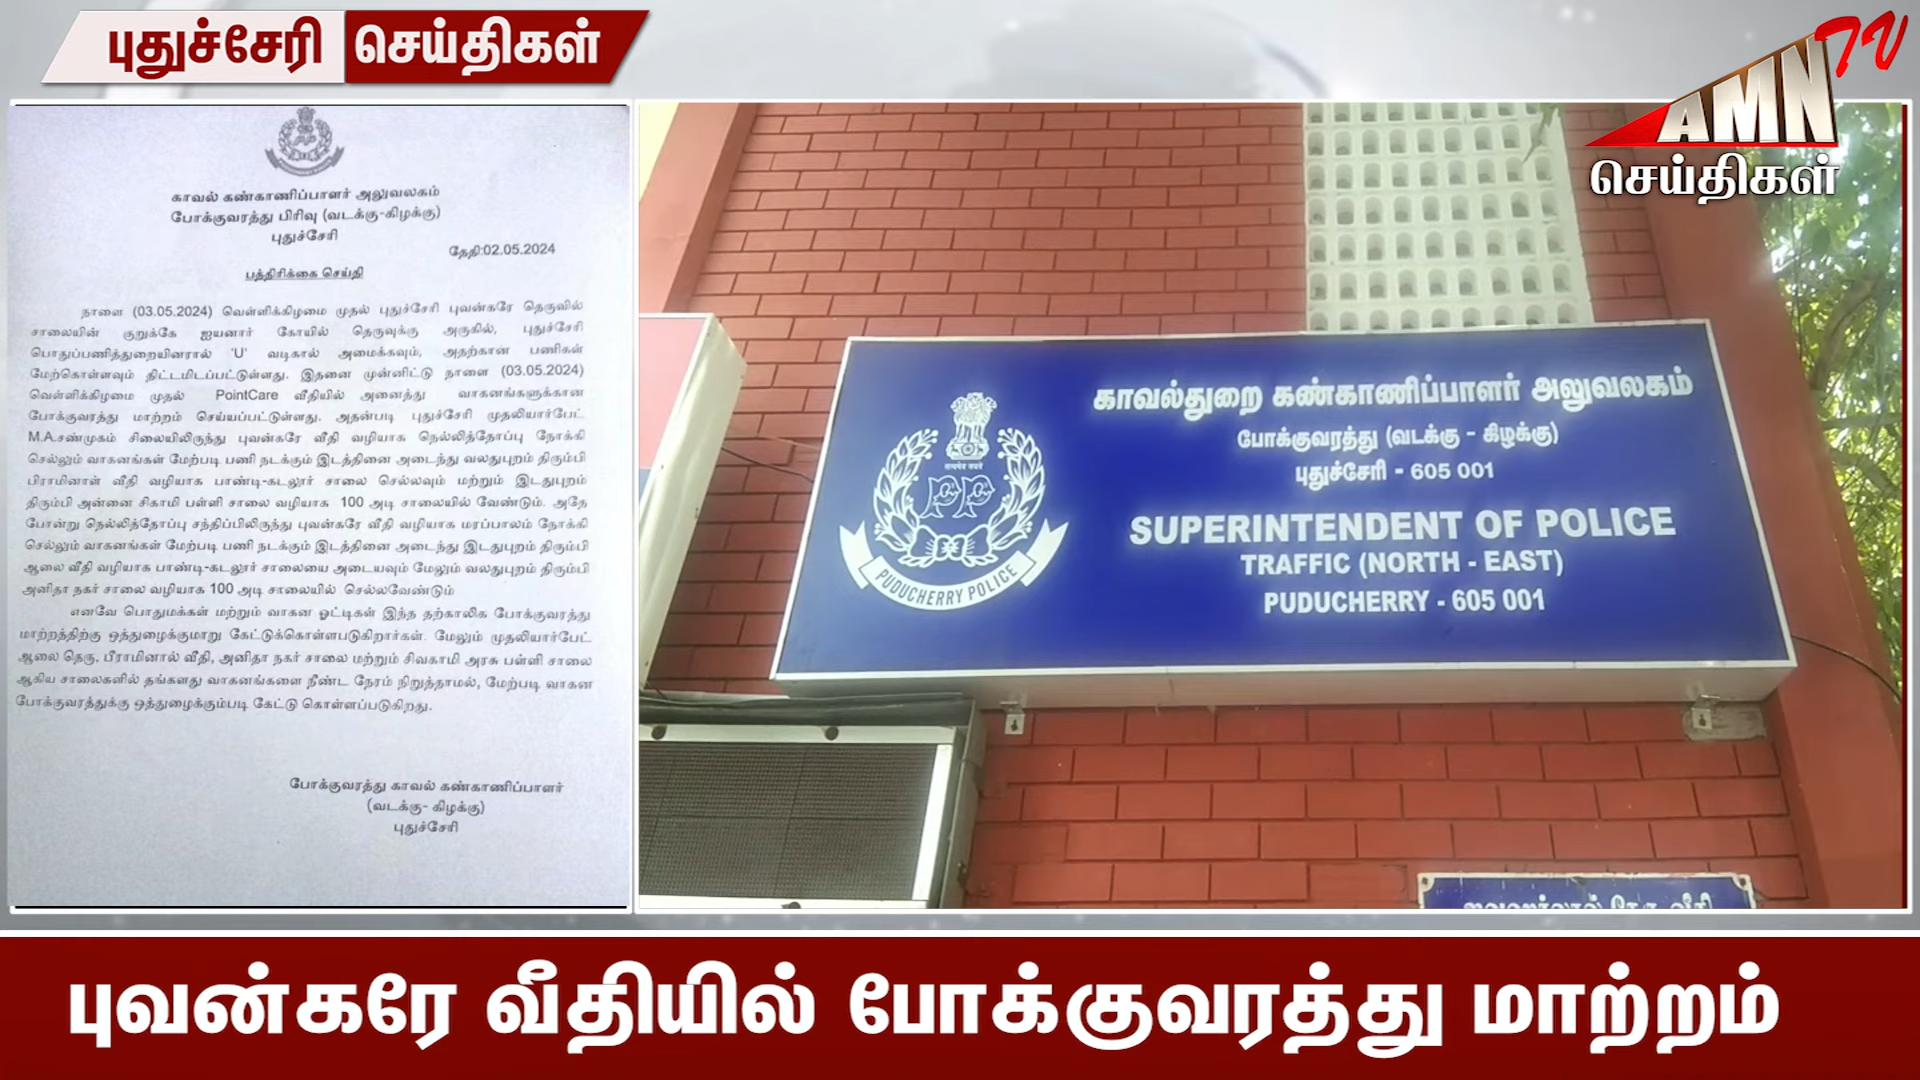 புதுச்சேரி செய்திகள்
AMN TV
செய்திகள்
காவல் கண்காணிப்பாளர் அலுவலகம்
போக்குவரத்து பிரிவு (வடக்கு-கிழக்கு)
புதுச்சேரி
தேதி:02.05.2024
பத்திரிக்கை செய்தி
நாளை (03.05.2024) வெள்ளிக்கிழமை முதல் புதுச்சேரி புவன்கரே தெருவில்
சாலையின் குறுக்கே ஐயனார் கோயில் தெருவுக்கு அருகில், புதுச்சேரி
பொதுப்பணித்துறையினரால் 'U' வடிகால் அமைக்கவும், அதற்கான பணிகள்
மேற்கொள்ளவும் திட்டமிடப்பட்டுள்ளது. இதனை முன்னிட்டு நாளை (03.05.2024)
வெள்ளிக்கிழமை முதல் PointCare வீதியில் அனைத்து வாகனங்களுக்கான
போக்குவரத்து மாற்றம் செய்யப்பட்டுள்ளது. அதன்படி புதுச்சேரி முதலியார்பேட்
M.A.சண்முகம் சிலையிலிருந்து புவன்கரே வீதி வழியாக நெல்லித்தோப்பு நோக்கி
செல்லும் வாகனங்கள் மேற்படி பணி நடக்கும் இடத்தினை அடைந்து வலதுபுறம் திரும்பி
பிராமினாள் வீதி வழியாக பாண்டி-கடலூர் சாலை செல்லவும் மற்றும் இடதுபுறம்
திரும்பி அன்னை சிகாமி பள்ளி சாலை வழியாக 100 அடி சாலையில் வேண்டும். அதே
போன்று நெல்லித்தோப்பு சந்திப்பிலிருந்து புவன்கரே வீதி வழியாக மரப்பாலம் நோக்கி
செல்லும் வாகனங்கள் மேற்படி பணி நடக்கும் இடத்தினை அடைந்து இடதுபுறம் திரும்பி
ஆலை வீதி வழியாக பாண்டி-கடலூர் சாலையை அடையவும் மேலும் வலதுபுறம் திரும்பி
அனிதா நகர் சாலை வழியாக 100 அடி சாலையில் செல்லவேண்டும்
எனவே பொதுமக்கள் மற்றும் வாகன ஓட்டிகள் இந்த தற்காலிக போக்குவரத்து
மாற்றத்திற்கு ஒத்துழைக்குமாறு கேட்டுக்கொள்ளபடுகிறார்கள். மேலும் முதலியார்பேட்
ஆலை தெரு, பீராமினால் வீதி, அனிதா நகர் சாலை மற்றும் சிவகாமி அரசு பள்ளி சாலை
ஆகிய சாலைகளில் தங்களது வாகனங்களை நீண்ட நேரம் நிறுத்தாமல், மேற்படி வாகன
போக்குவரத்துக்கு ஒத்துழைக்கும்படி கேட்டு கொள்ளப்படுகிறது.
போக்குவரத்து காவல் கண்காணிப்பாளர்
(வடக்கு- கிழக்கு)
புதுச்சேரி
காவல்துறை கண்காணிப்பாளர் அலுவலகம்
போக்குவரத்து (வடக்கு - கிழக்கு)
புதுச்சேரி - 605 001
SUPERINTENDENT OF POLICE
TRAFFIC (NORTH - EAST)
PUDUCHERRY - 605 001
सत्यमेव जयते
PP
PUDUCHERRY POLICE
புவன்கரே வீதியில் போக்குவரத்து மாற்றம்